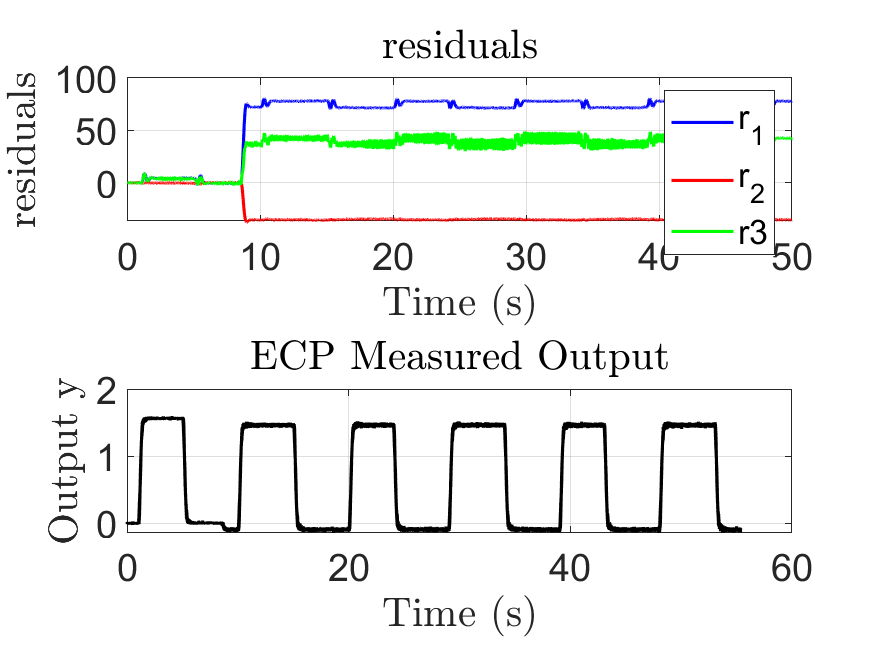 residuals
residuals
100
50
0
r1
r2
r3
0 10 20 30 40 50
Time (s)
ECP Measured Output
Output y
2
1
0
0 20 40 60
Time (s)